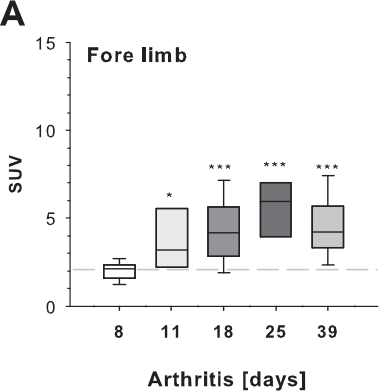 A
Fore limb
15
10
5
0
SUV
*
***
***
***
8 11 18 25 39
Arthritis [days]